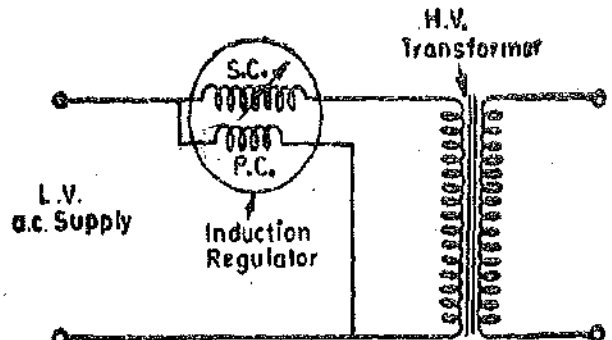 H.V.
Transformer
S.C.
P.C.
L.V.
a.c. Supply
Induction
Regulator